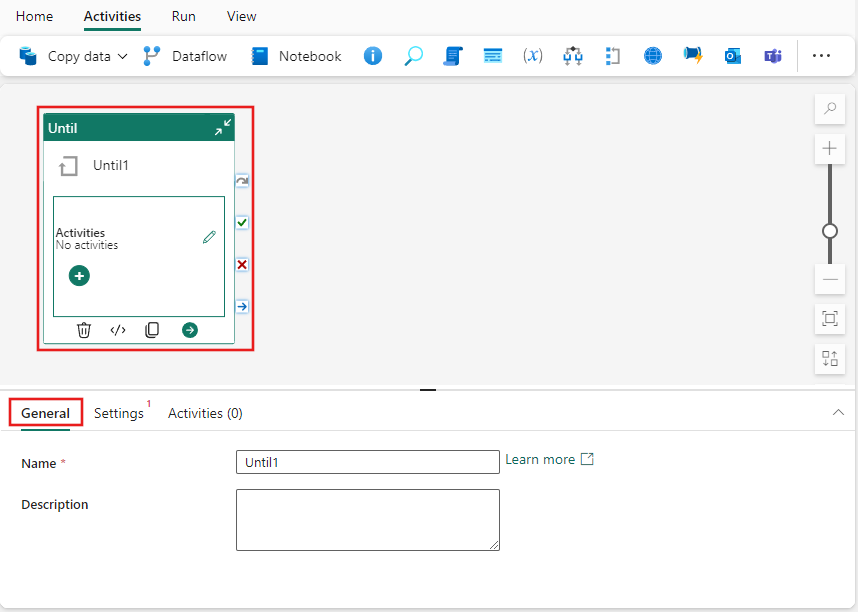 Home Activities Run View
Copy data Dataflow Notebook (x)
Until
Until1
Activities
No activities
General Settings 1 Activities (0)
Name * Until1 Learn more
Description